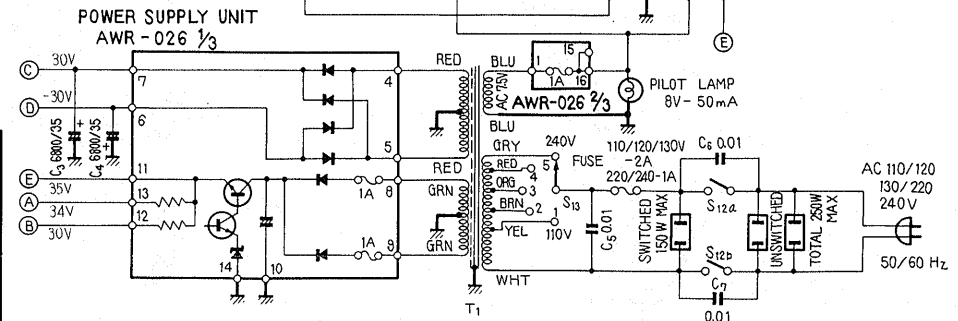 POWER SUPPLY UNIT
AWR-026 1/3
C 30V
D -30V
E 35V
A 34V
B 30V
C3 6800/35 +
C4 6800/35 +
7
6
11
13
12
14
10
4
5
8
9
1A
1A
RED
RED
GRN
GRN
T1
BLU
AC 7.5V
BLU
1
1A
15
16
AWR-026 2/3
E
PILOT LAMP
8V-50mA
GRY
RED
ORG
BRN
YEL
WHT
240V
5
4
3
2
1
110V
S13
FUSE
110/120/130V
-2A
220/240-1A
C5 0.01
C6 0.01
S12a
S12b
C7
0.01
SWITCHED
150W MAX
UNSWITCHED
TOTAL 250W
MAX
AC 110/120
130/220
240V
50/60 Hz